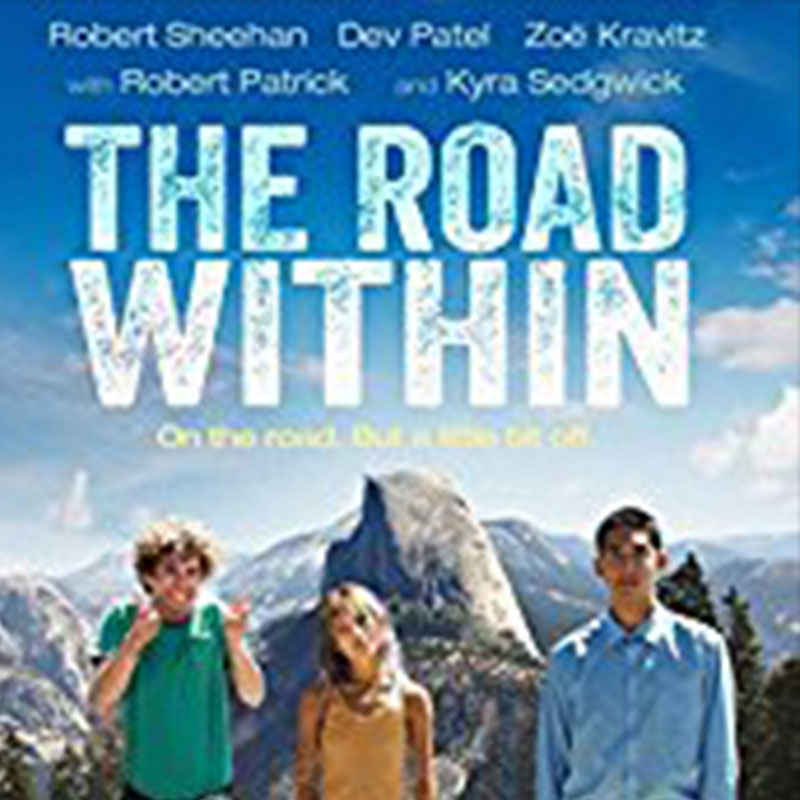 Robert Sheehan Dev Patel Zoë Kravitz
with Robert Patrick and Kyra Sedgwick
THE ROAD
WITHIN
On the road. But a little bit off.